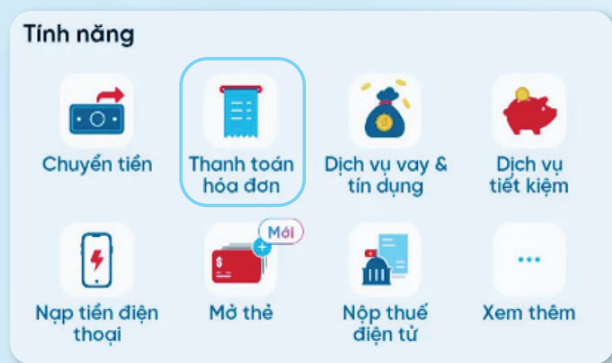 Tính năng
Chuyển tiền
Thanh toán
hóa đơn
Dịch vụ vay &
tín dụng
Dịch vụ
tiết kiệm
Nạp tiền điện
thoại
Mới
Mở thẻ
Nộp thuế
điện tử
Xem thêm